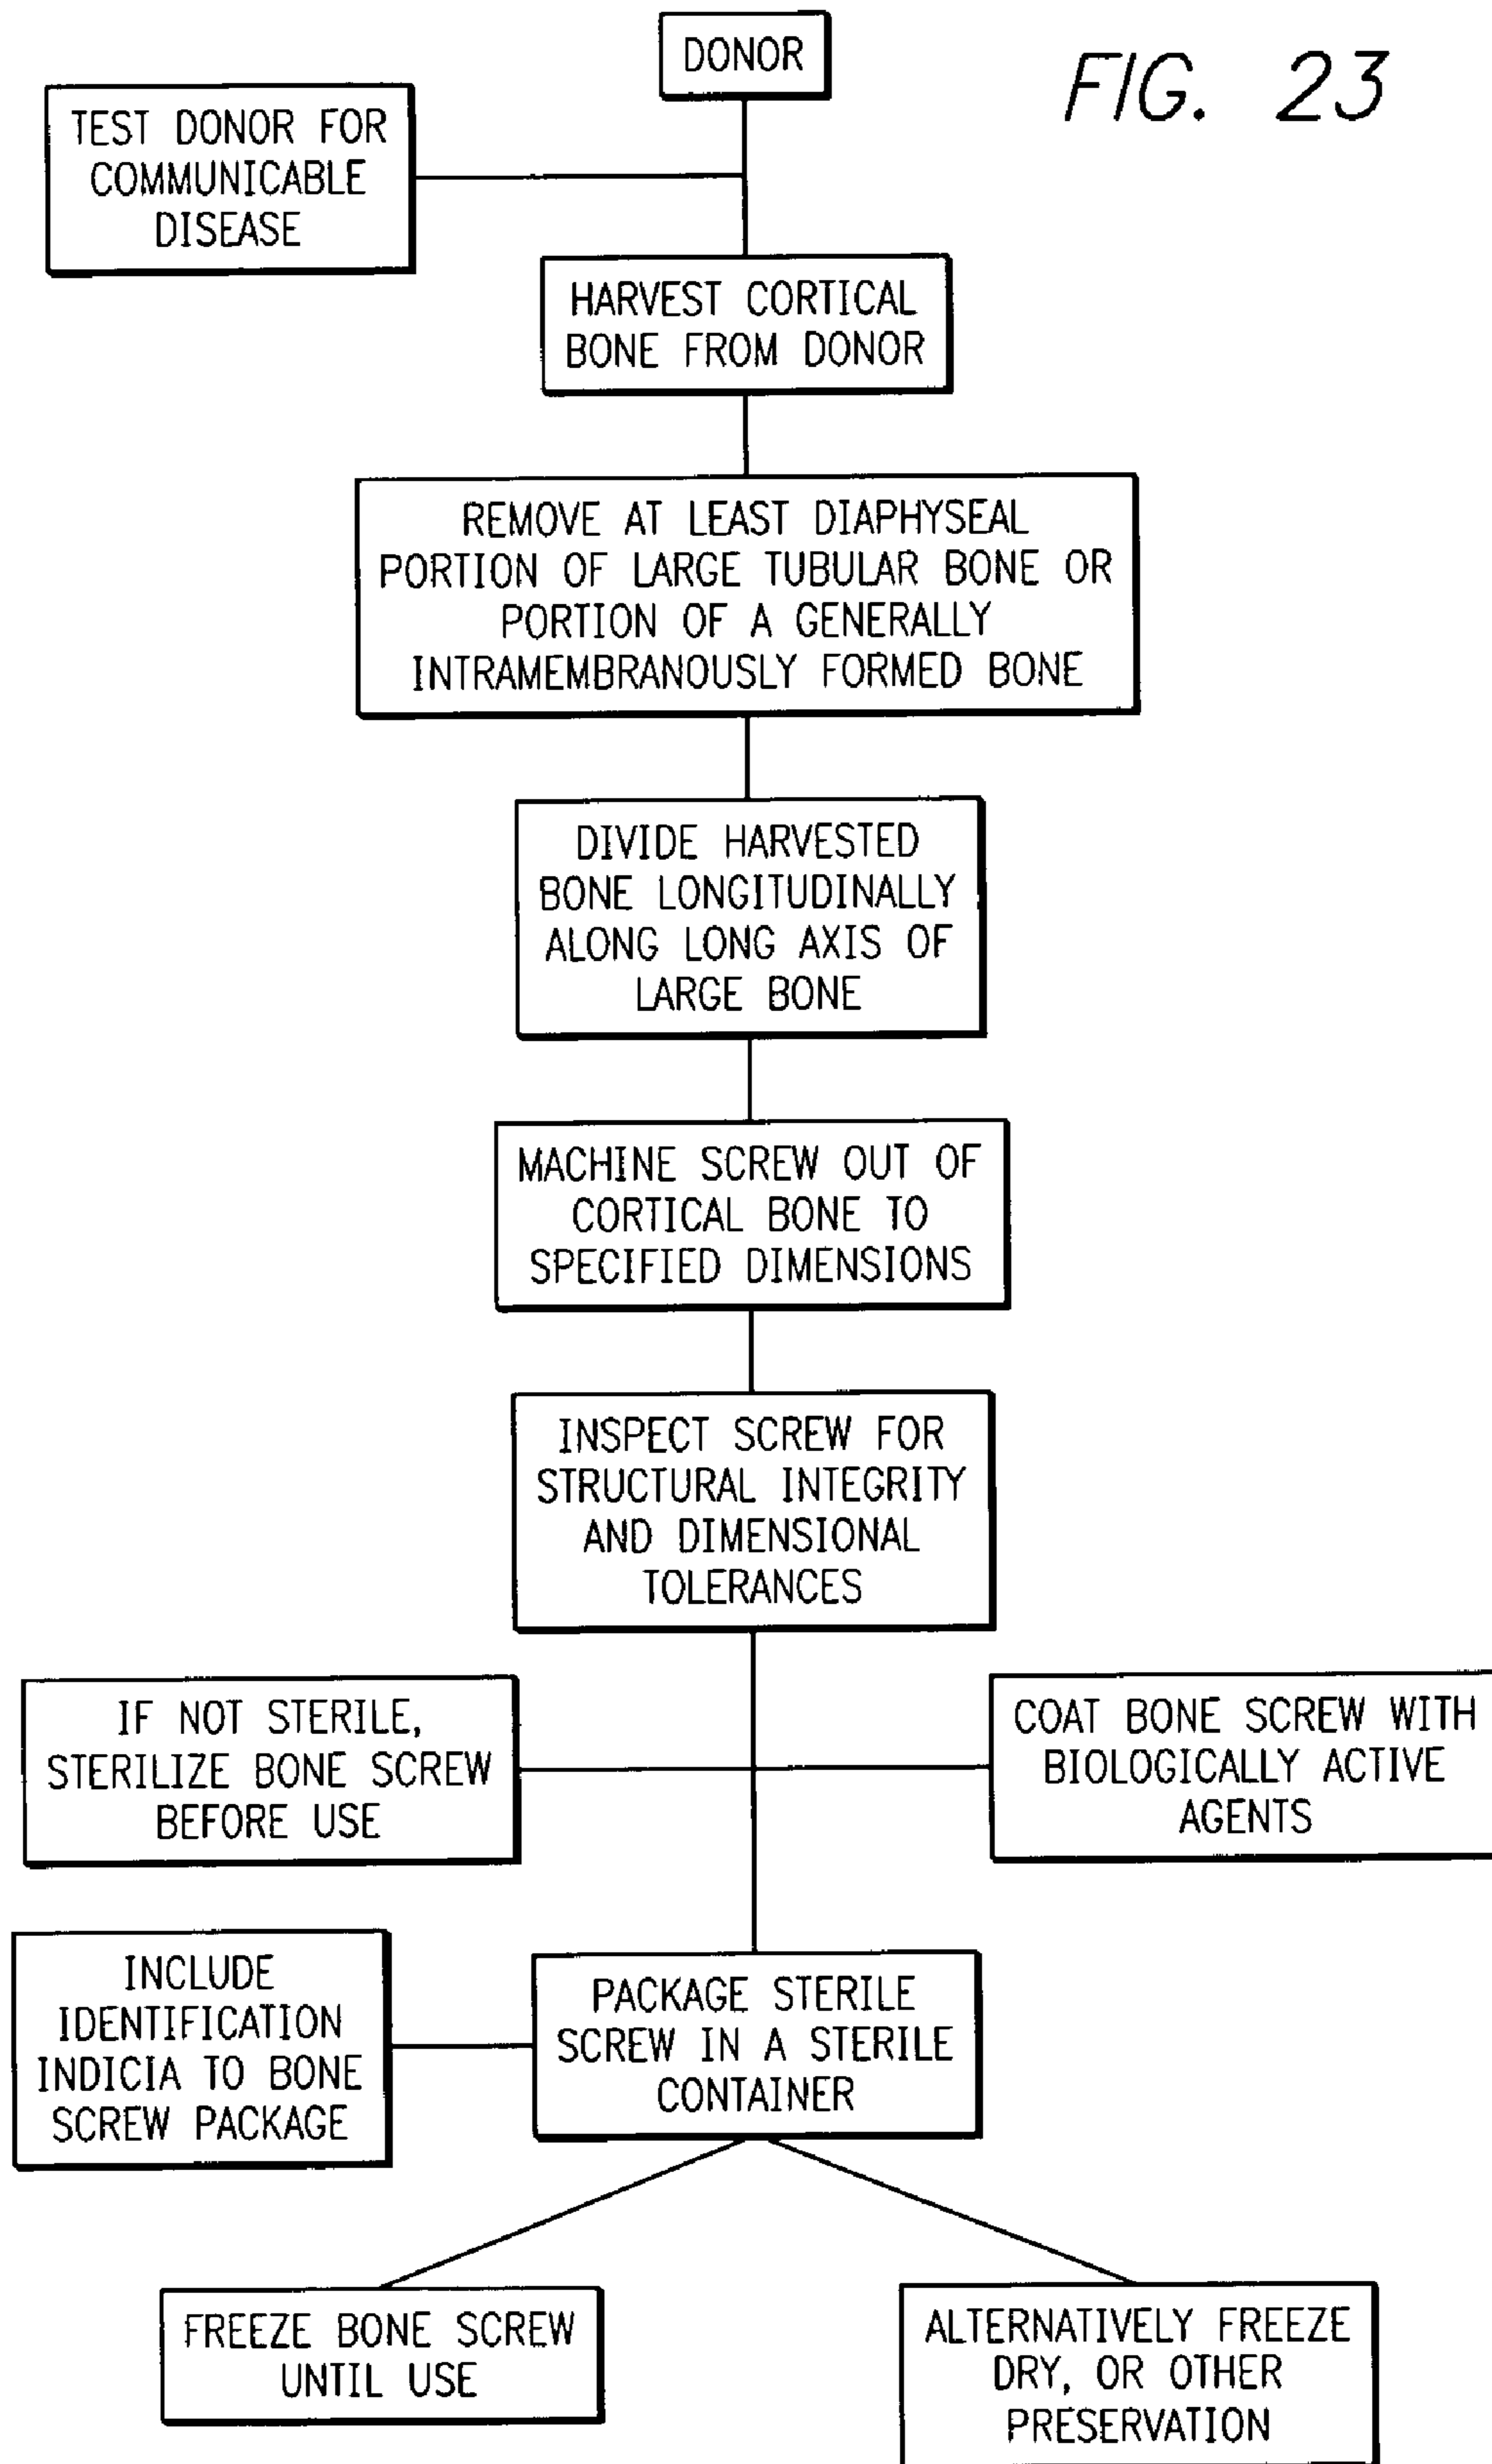 DONOR
FIG. 23
TEST DONOR FOR
COMMUNICABLE
DISEASE
HARVEST CORTICAL
BONE FROM DONOR
REMOVE AT LEAST DIAPHYSEAL
PORTION OF LARGE TUBULAR BONE OR
PORTION OF A GENERALLY
INTRAMEMBRANOUSLY FORMED BONE
DIVIDE HARVESTED
BONE LONGITUDINALLY
ALONG LONG AXIS OF
LARGE BONE
MACHINE SCREW OUT OF
CORTICAL BONE TO
SPECIFIED DIMENSIONS
INSPECT SCREW FOR
STRUCTURAL INTEGRITY
AND DIMENSIONAL
TOLERANCES
IF NOT STERILE,
STERILIZE BONE SCREW
BEFORE USE
COAT BONE SCREW WITH
BIOLOGICALLY ACTIVE
AGENTS
INCLUDE
IDENTIFICATION
INDICIA TO BONE
SCREW PACKAGE
PACKAGE STERILE
SCREW IN A STERILE
CONTAINER
FREEZE BONE SCREW
UNTIL USE
ALTERNATIVELY FREEZE
DRY, OR OTHER
PRESERVATION